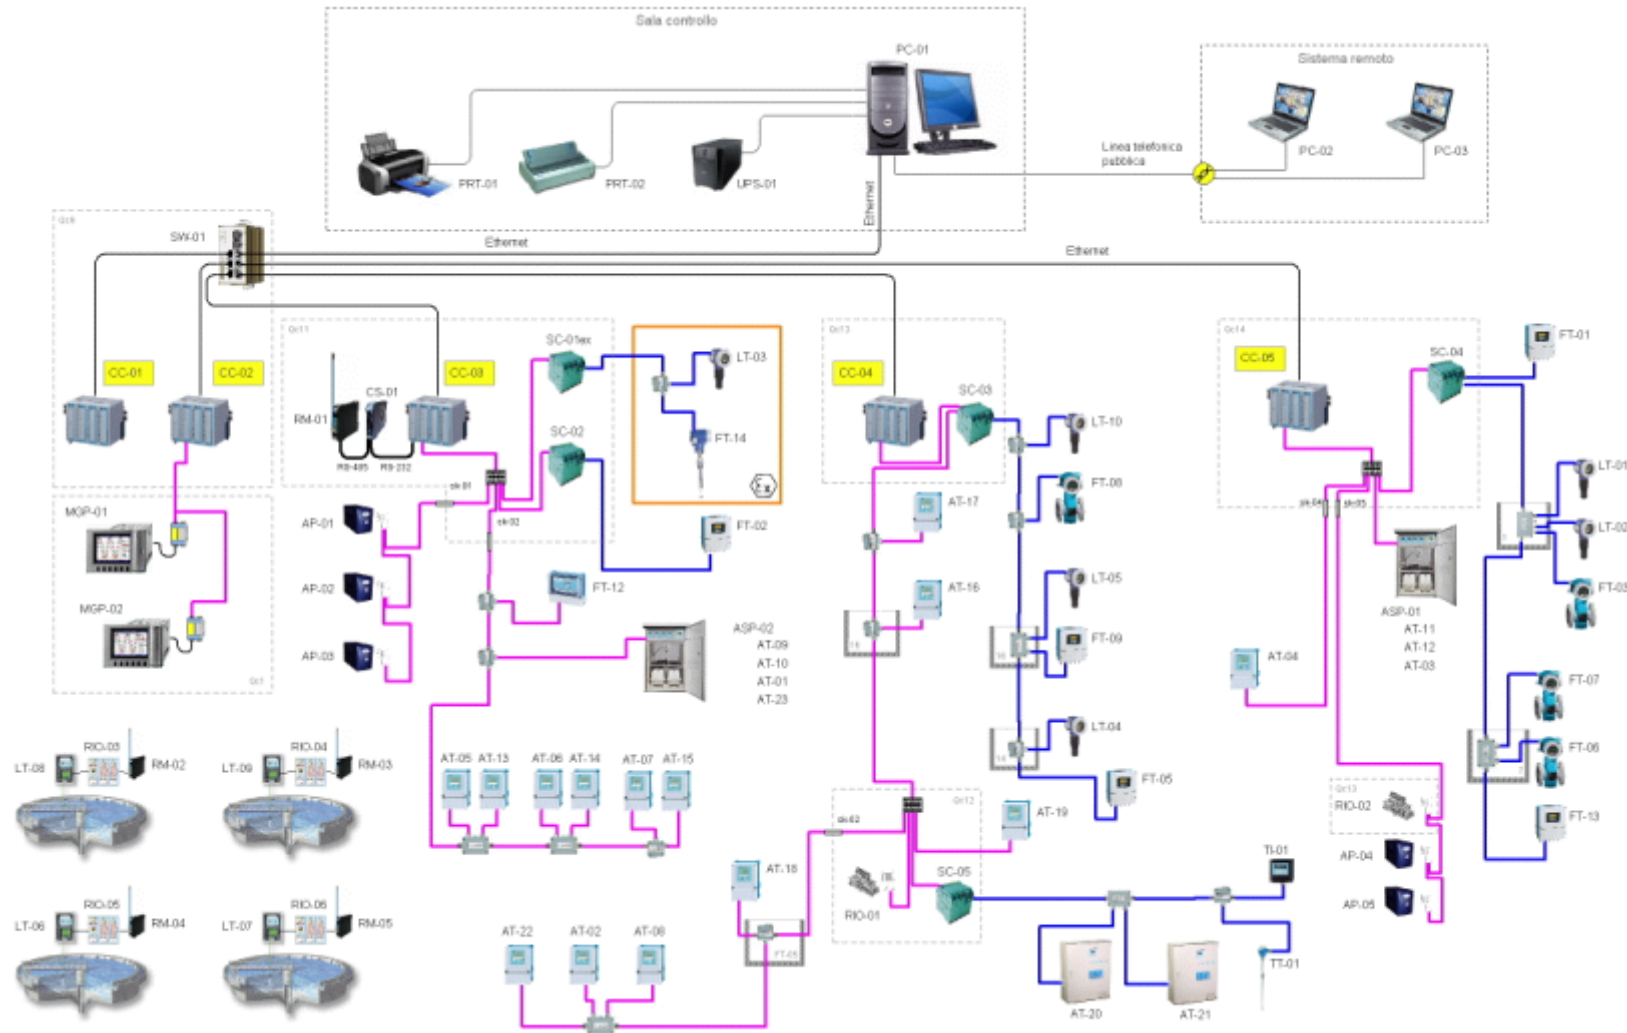 Sala controllo
PC-01
Sistema remoto
PRT-01
PRT-02
UPS-01
Linea telefonica
pubblica
PC-02
PC-03
Ethernet
Qc9
SW-01
Ethernet
Ethernet
CC-01
CC-02
Qc11
CC-03
CS-01
RM-01
RS-485
RS-232
SC-01ex
SC-02
LT-03
FT-14
Ex
FT-02
Qc13
CC-04
SC-03
LT-10
FT-08
Qc14
CC-05
SC-04
FT-01
LT-01
LT-02
FT-03
MGP-01
MGP-02
AP-01
AP-02
AP-03
FT-12
ASP-02
AT-09
AT-10
AT-01
AT-23
AT-17
AT-16
LT-05
FT-09
LT-04
FT-05
ASP-01
AT-11
AT-12
AT-03
AT-04
FT-07
FT-06
FT-13
LT-08
RIO-03
RM-02
LT-09
RIO-04
RM-03
AT-05
AT-13
AT-06
AT-14
AT-07
AT-15
Qc12
AT-19
Qc13
RIO-02
AP-04
AP-05
LT-06
RIO-05
RM-04
LT-07
RIO-06
RM-05
AT-18
RIO-01
SC-05
TI-01
AT-22
AT-02
AT-08
AT-20
AT-21
TT-01